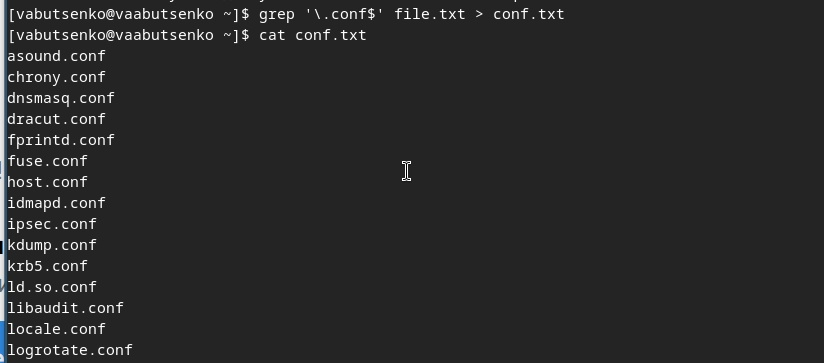 [vabutsenko@vaabutsenko ~]$ grep '\.conf$' file.txt > conf.txt
[vabutsenko@vaabutsenko ~]$ cat conf.txt
asound.conf
chrony.conf
dnsmasq.conf
dracut.conf
fprintd.conf
fuse.conf
host.conf
idmapd.conf
ipsec.conf
kdump.conf
krb5.conf
ld.so.conf
libaudit.conf
locale.conf
logrotate.conf